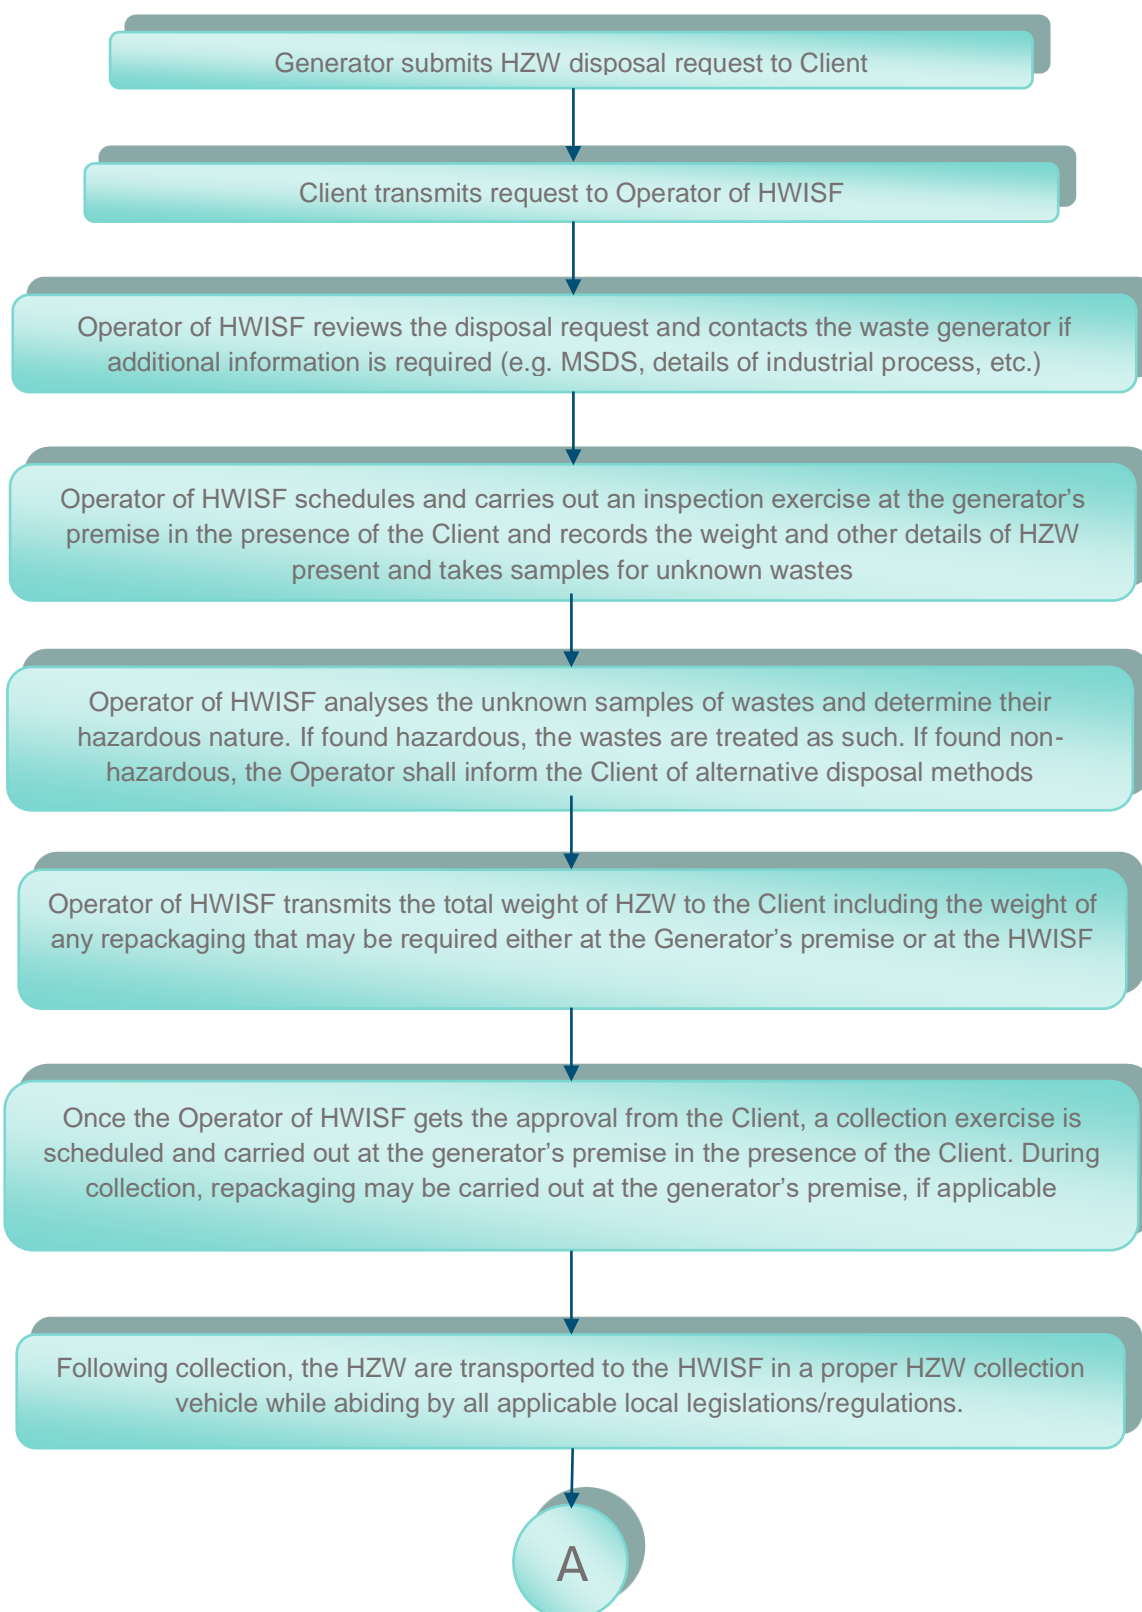 Generator submits HZW disposal request to Client
Client transmits request to Operator of HWISF
Operator of HWISF reviews the disposal request and contacts the waste generator if
additional information is required (e.g. MSDS, details of industrial process, etc.)
Operator of HWISF schedules and carries out an inspection exercise at the generator’s
premise in the presence of the Client and records the weight and other details of HZW
present and takes samples for unknown wastes
Operator of HWISF analyses the unknown samples of wastes and determine their
hazardous nature. If found hazardous, the wastes are treated as such. If found non-
hazardous, the Operator shall inform the Client of alternative disposal methods
Operator of HWISF transmits the total weight of HZW to the Client including the weight of
any repackaging that may be required either at the Generator’s premise or at the HWISF
Once the Operator of HWISF gets the approval from the Client, a collection exercise is
scheduled and carried out at the generator’s premise in the presence of the Client. During
collection, repackaging may be carried out at the generator’s premise, if applicable
Following collection, the HZW are transported to the HWISF in a proper HZW collection
vehicle while abiding by all applicable local legislations/regulations.
A